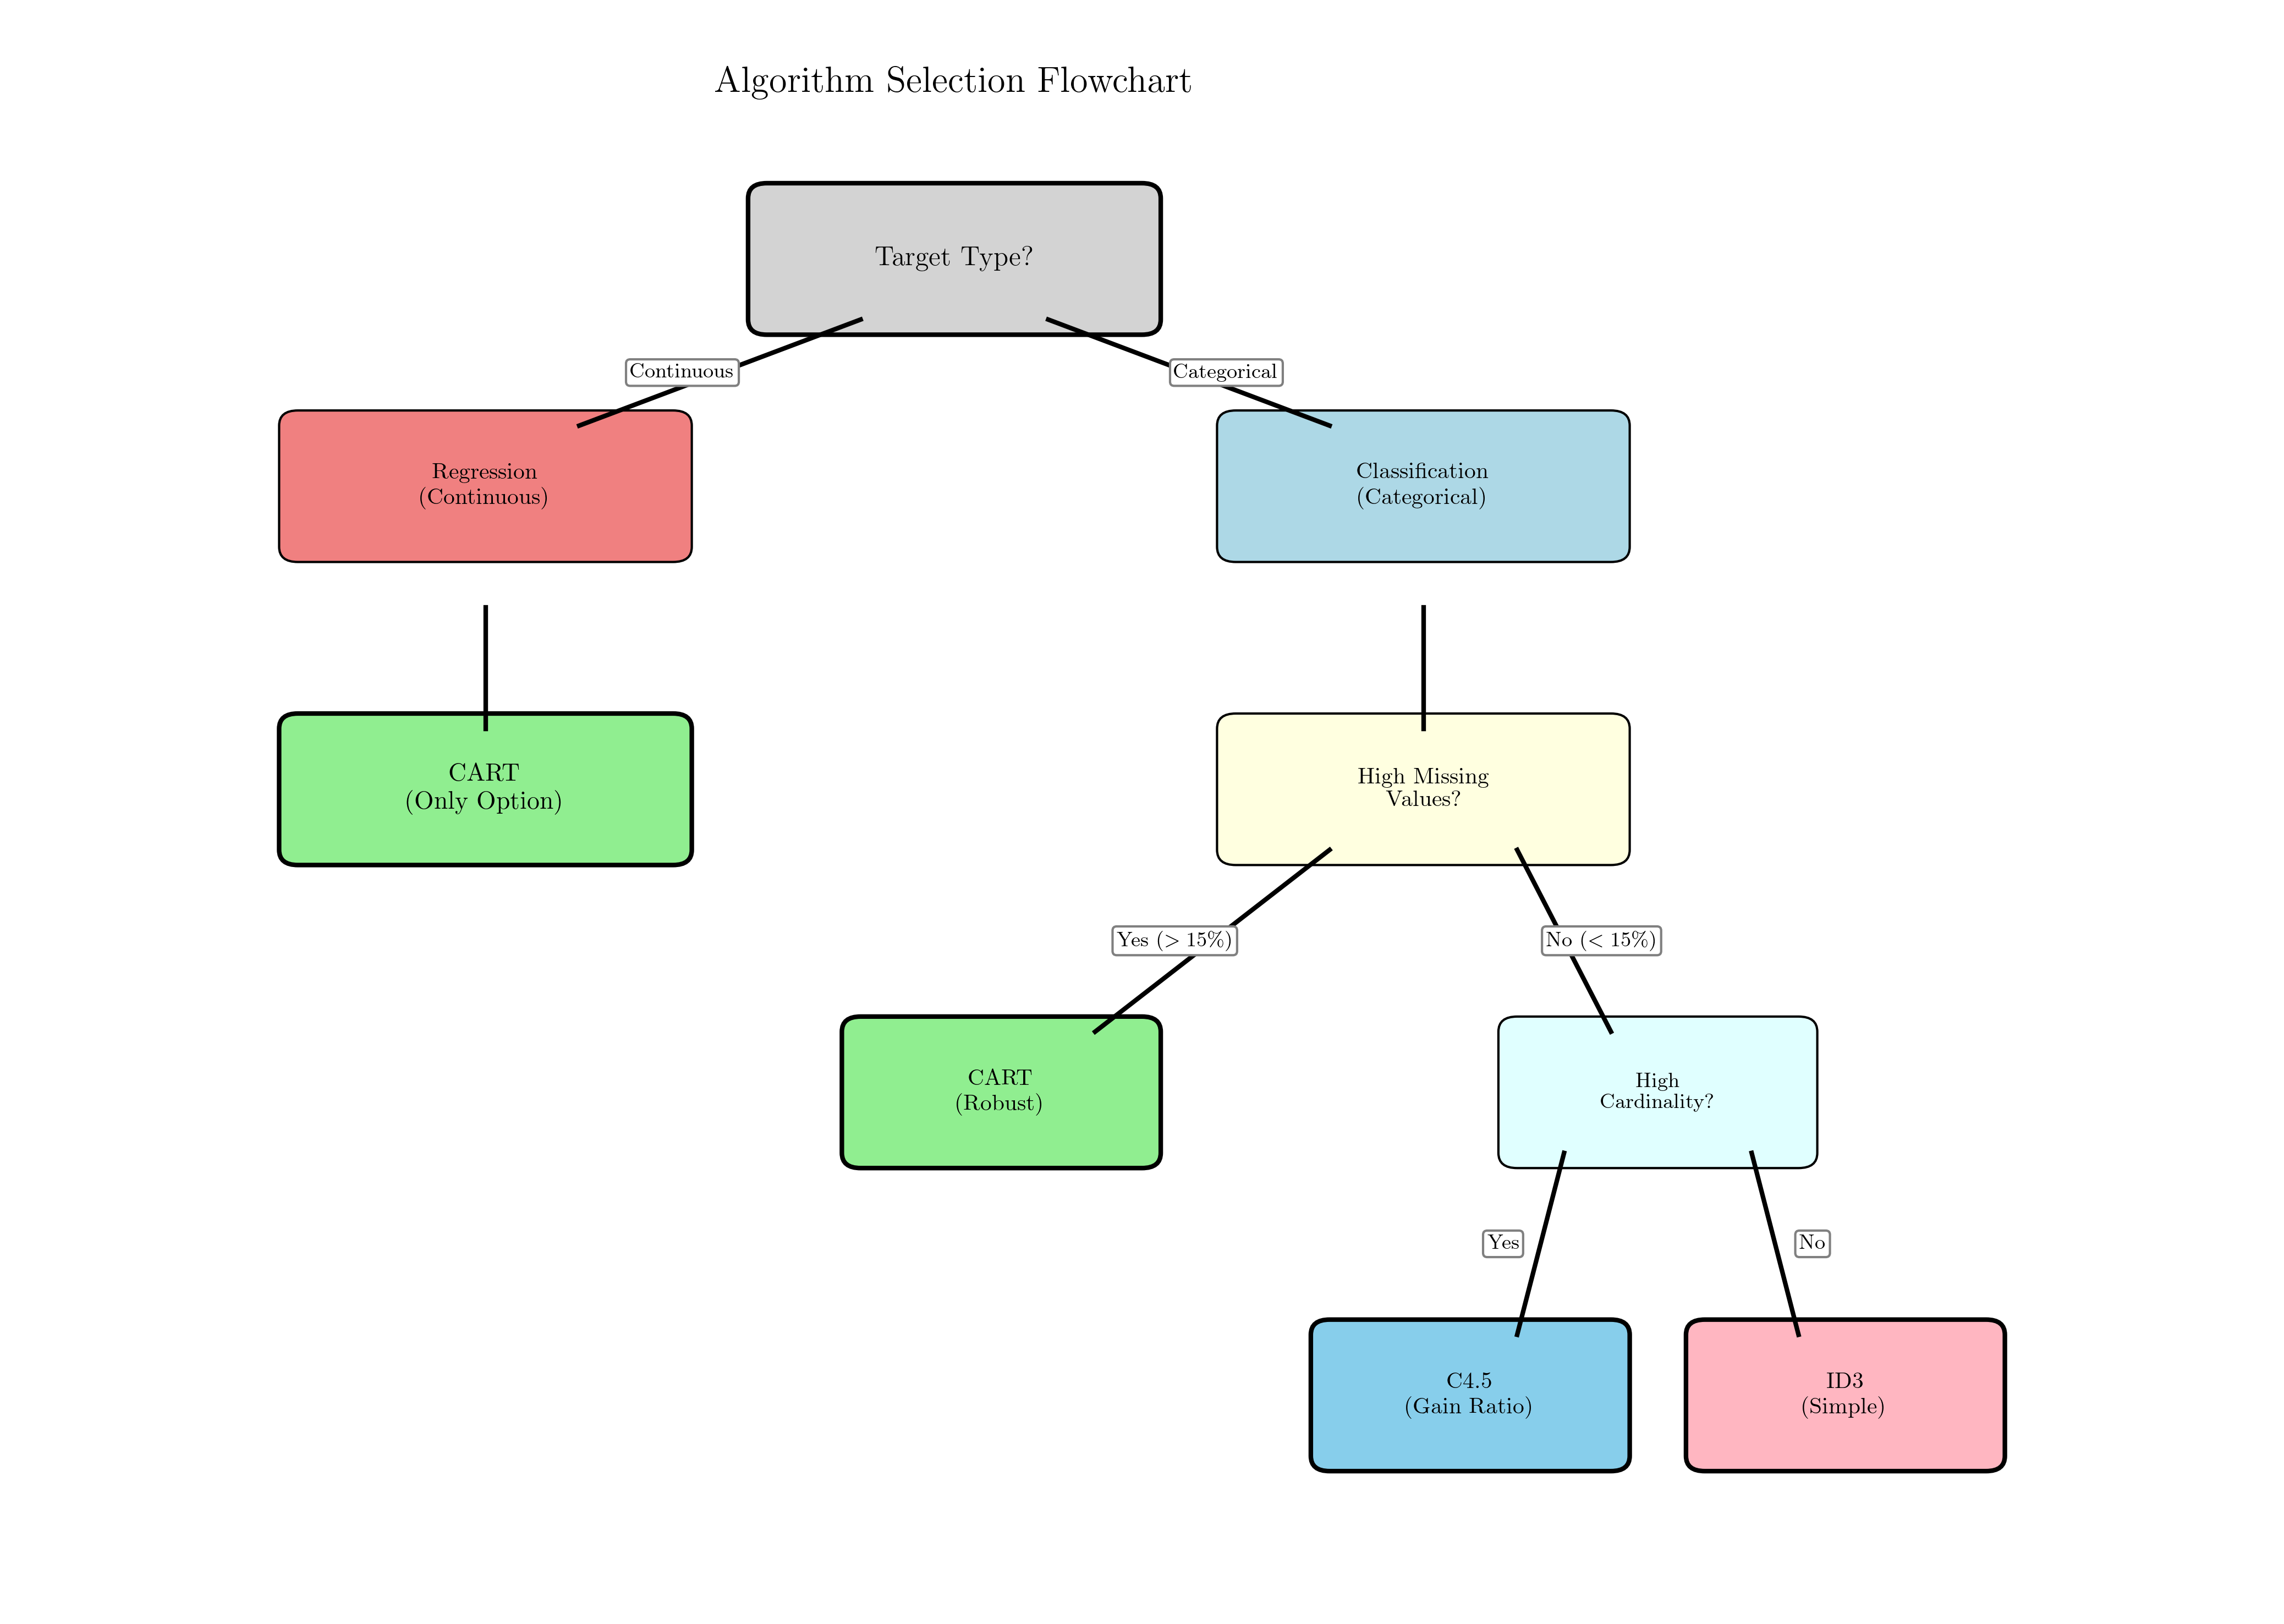 Algorithm Selection Flowchart
Target Type?
Continuous
Categorical
Regression
(Continuous)
Classification
(Categorical)
CART
(Only Option)
High Missing
Values?
Yes (> 15%)
No (< 15%)
CART
(Robust)
High
Cardinality?
Yes
No
C4.5
(Gain Ratio)
ID3
(Simple)